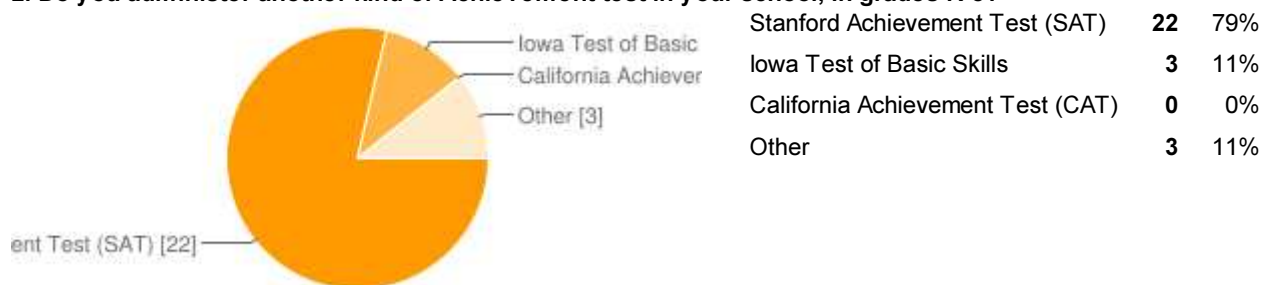 Stanford Achievement Test (SAT) 22 79%
Iowa Test of Basic Skills 3 11%
California Achievement Test (CAT) 0 0%
Other 3 11%
Iowa Test of Basic
California Achiever
Other [3]
ent Test (SAT) [22]